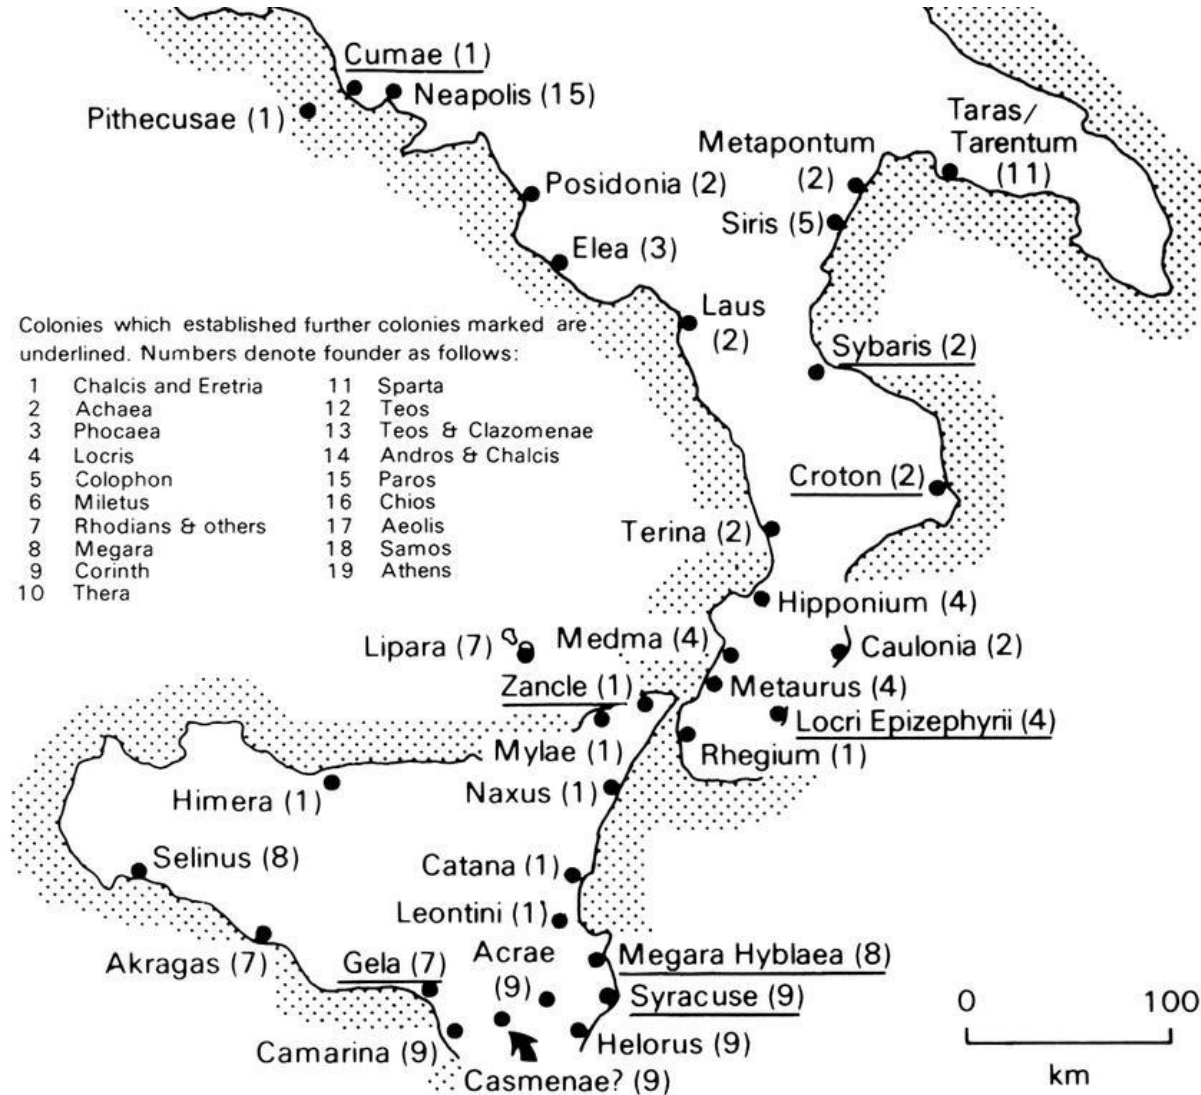 Cumae (1)
Neapolis (15)
Pithecusae (1)
Taras/
Tarentum
(11)
Metapontum
(2)
Posidonia (2)
Siris (5)
Elea (3)
Laus
(2)
Colonies which established further colonies marked are
underlined. Numbers denote founder as follows:
1 Chalcis and Eretria
2 Achaea
3 Phocaea
4 Locris
5 Colophon
6 Miletus
7 Rhodians & others
8 Megara
9 Corinth
10 Thera
11 Sparta
12 Teos
13 Teos & Clazomenae
14 Andros & Chalcis
15 Paros
16 Chios
17 Aeolis
18 Samos
19 Athens
Sybaris (2)
Croton (2)
Terina (2)
Hipponium (4)
Lipara (7)
Medma (4)
Caulonia (2)
Zancle (1)
Metaurus (4)
Locri Epizephyrii (4)
Mylae
(1)
Rhegium (1)
Himera (1)
Naxus (1)
Selinus (8)
Catana (1)
Leontini (1)
Akragas (7)
Gela (7)
Acrae
(9)
Megara Hyblaea (8)
Syracuse (9)
Camarina (9)
Helorus (9)
Casmenae? (9)
0 100
km